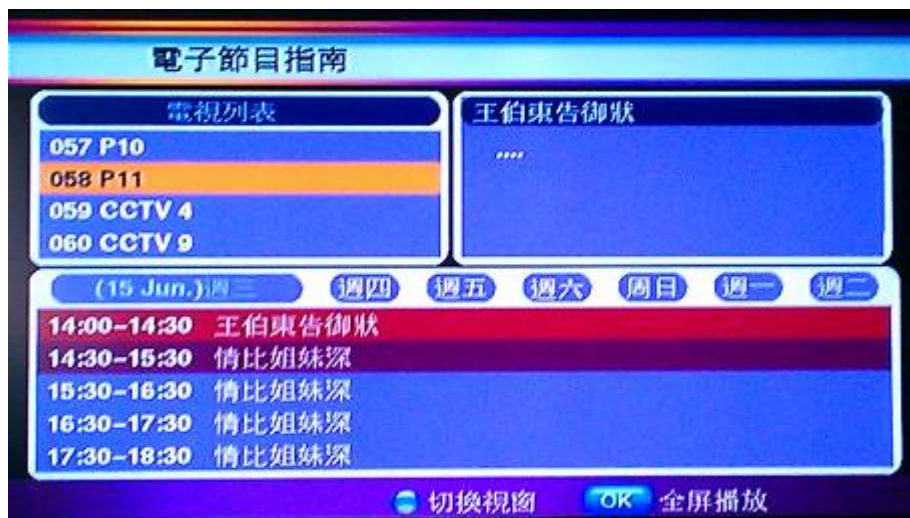 電子節目指南
電視列表
057 P10
058 P11
059 CCTV 4
060 CCTV 9
王伯東告御狀
,,,,
(15 Jun.)週三 週四 週五 週六 周日 週一 週二
14:00-14:30 王伯東告御狀
14:30-15:30 情比姐妹深
15:30-16:30 情比姐妹深
16:30-17:30 情比姐妹深
17:30-18:30 情比姐妹深
切換視窗 OK 全屏播放